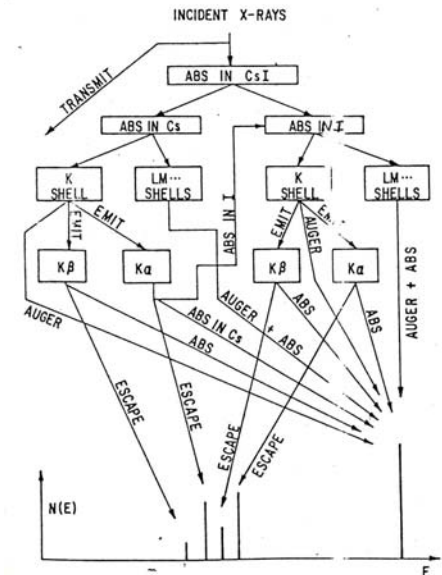 INCIDENT X-RAYS
TRANSMIT
ABS IN CsI
ABS IN Cs
ABS IN I
K
SHELL
LM···
SHELLS
K
SHELL
LM···
SHELLS
EMIT
EMIT
ABS IN I
EMIT
AUGER
Kβ
Kα
Kβ
Kα
AUGER
ABS IN Cs
ABS
AUGER + ABS
ABS
ABS
AUGER + ABS
ESCAPE
ESCAPE
ESCAPE
ESCAPE
N(E)
E